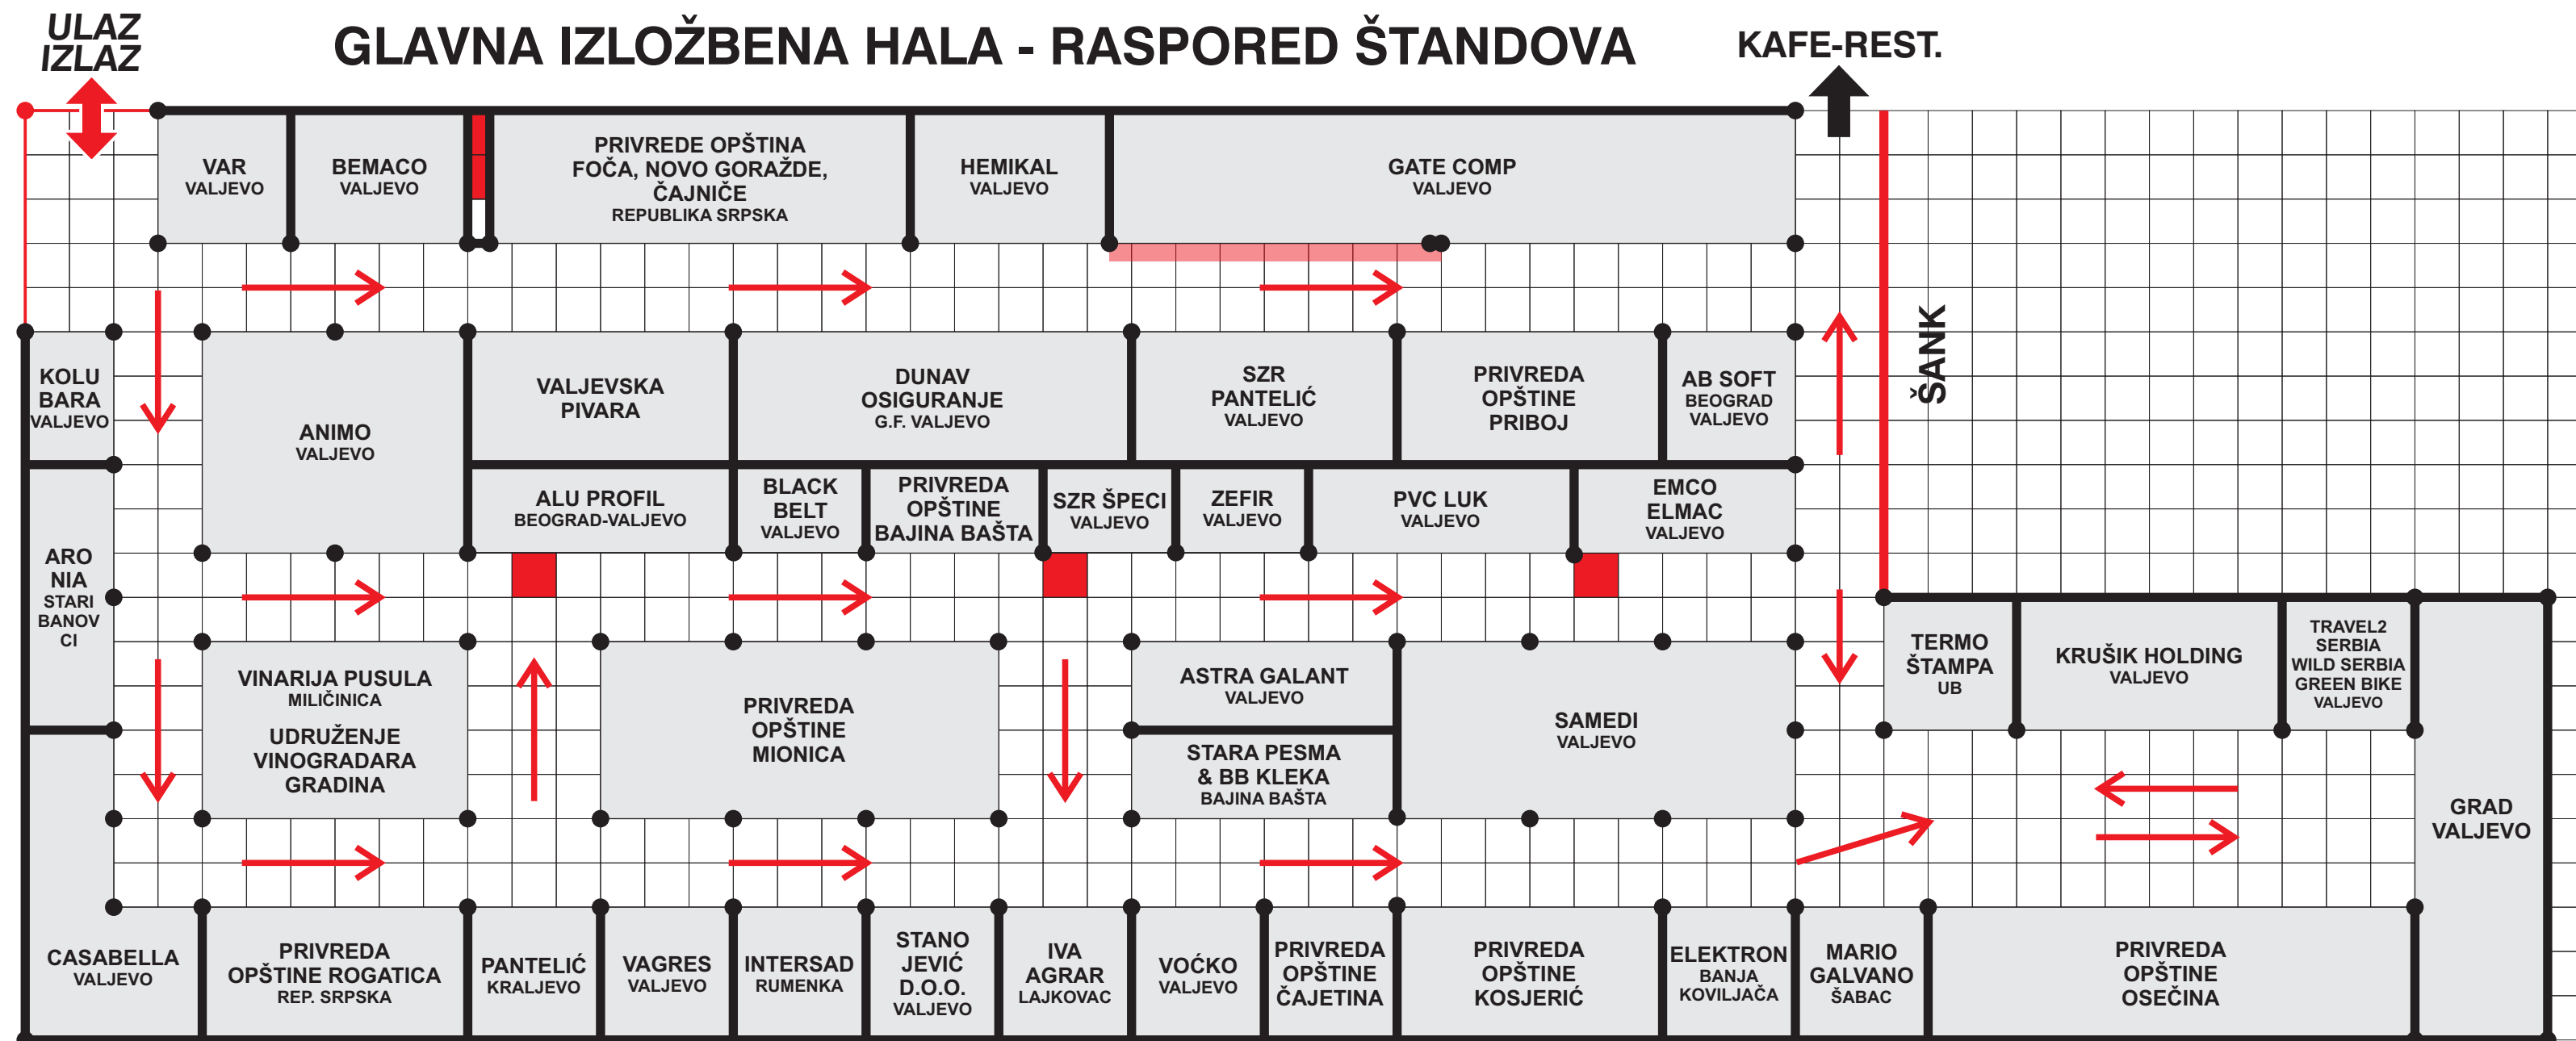 ULAZ
IZLAZ
GLAVNA IZLOŽBENA HALA - RASPORED ŠTANDOVA
KAFE-REST.
VAR
VALJEVO
BEMACO
VALJEVO
PRIVREDE OPŠTINA
FOČA, NOVO GORAŽDE,
ČAJNIČE
REPUBLIKA SRPSKA
HEMIKAL
VALJEVO
GATE COMP
VALJEVO
ŠANIK
KOLU
BARA
VALJEVO
ANIMO
VALJEVO
VALJEVSKA
PIVARA
DUNAV
OSIGURANJE
G.F. VALJEVO
SZR
PANTELIĆ
VALJEVO
PRIVREDA
OPŠTINE
PRIBOJ
AB SOFT
BEOGRAD
VALJEVO
ALU PROFIL
BEOGRAD-VALJEVO
BLACK
BELT
VALJEVO
PRIVREDA
OPŠTINE
BAJINA BAŠTA
SZR ŠPECI
VALJEVO
ZEFIR
VALJEVO
PVC LUK
VALJEVO
EMCO
ELMAC
VALJEVO
ARO
NIA
STARI
BANOV
CI
VINARIJA PUSULA
MILIČINICA
UDRUŽENJE
VINOGRADARA
GRADINA
PRIVREDA
OPŠTINE
MIONICA
ASTRA GALANT
VALJEVO
STARA PESMA
& BB KLEKA
BAJINA BAŠTA
SAMEDI
VALJEVO
TERMO
ŠTAMPA
UB
KRUŠIK HOLDING
VALJEVO
TRAVEL2
SERBIA
WILD SERBIA
GREEN BIKE
VALJEVO
GRAD
VALJEVO
CASABELLA
VALJEVO
PRIVREDA
OPŠTINE ROGATICA
REP. SRPSKA
PANTELIĆ
KRALJEVO
VAGRES
VALJEVO
INTERSAD
RUMENKA
STANO
JEVIĆ
D.O.O.
VALJEVO
IVA
AGRAR
LAJKOVAC
VOĆKO
VALJEVO
PRIVREDA
OPŠTINE
ČAJETINA
PRIVREDA
OPŠTINE
KOSJERIĆ
ELEKTRON
BANJA
KOVILJAČA
MARIO
GALVANO
ŠABAC
PRIVREDA
OPŠTINE
OSEČINA